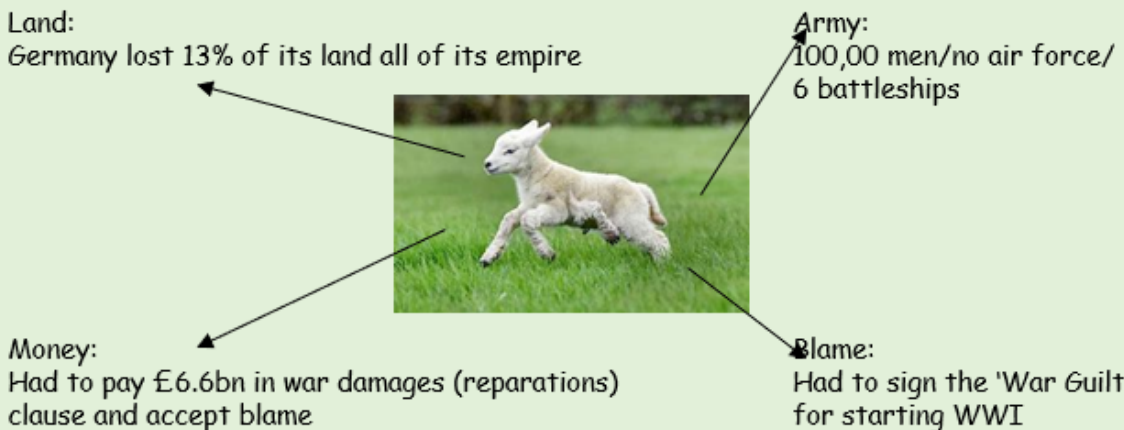 Land:
Germany lost 13% of its land all of its empire
Army:
100,00 men/no air force/
6 battleships
Money:
Had to pay £6.6bn in war damages (reparations)
clause and accept blame
Blame:
Had to sign the 'War Guilt
for starting WWI